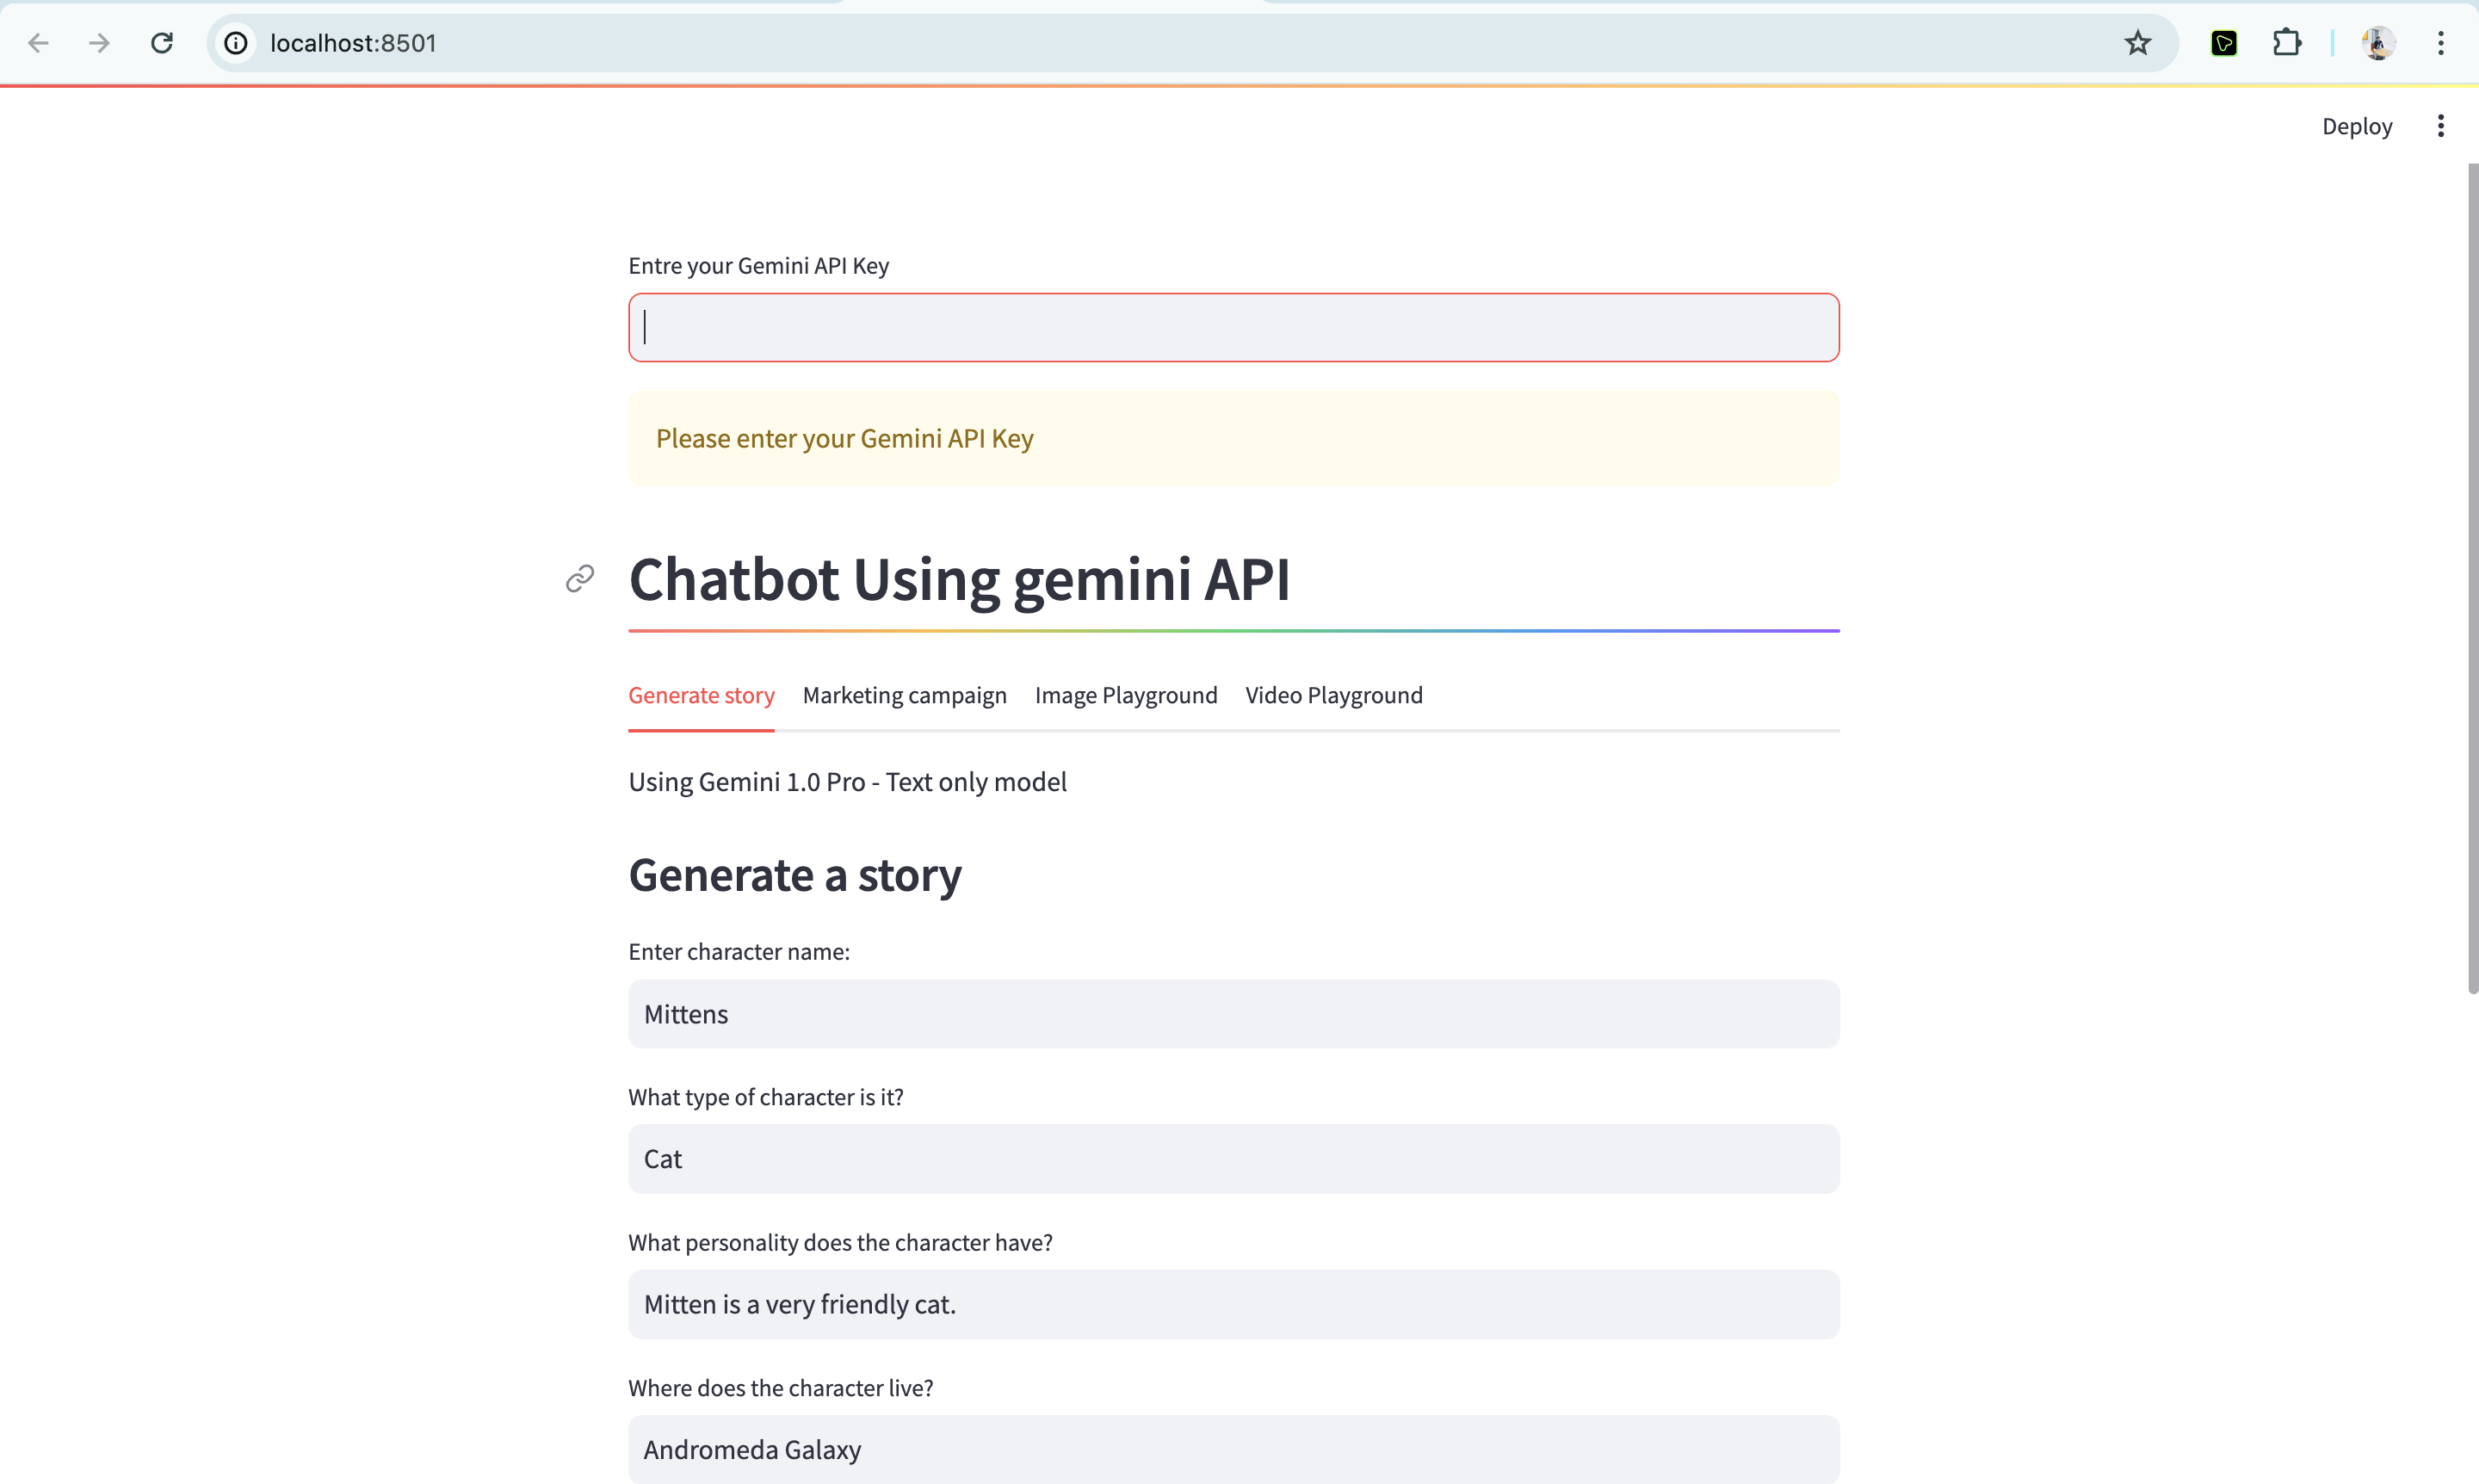 localhost:8501
Deploy
Entre your Gemini API Key
Please enter your Gemini API Key
Chatbot Using gemini API
Generate story Marketing campaign Image Playground Video Playground
Using Gemini 1.0 Pro - Text only model
Generate a story
Enter character name:
Mittens
What type of character is it?
Cat
What personality does the character have?
Mitten is a very friendly cat.
Where does the character live?
Andromeda Galaxy